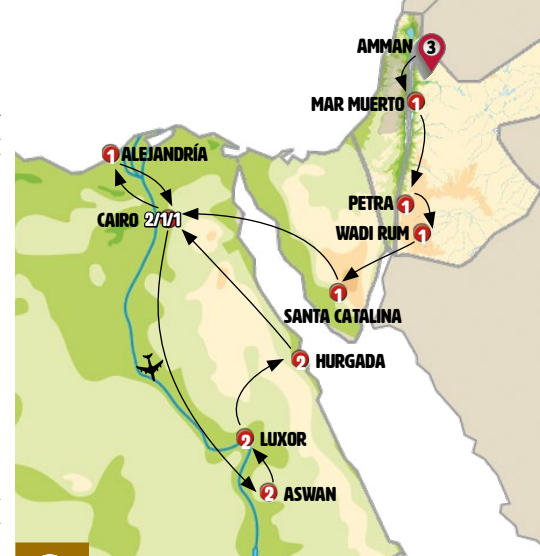 AMMAN 3
MAR MUERTO 1
1 ALEJANDRÍA
PETRA 1
CAIRO 2/1/1
WADI RUM 1
1
SANTA CATALINA
2 HURGADA
2 LUXOR
2 ASWAN